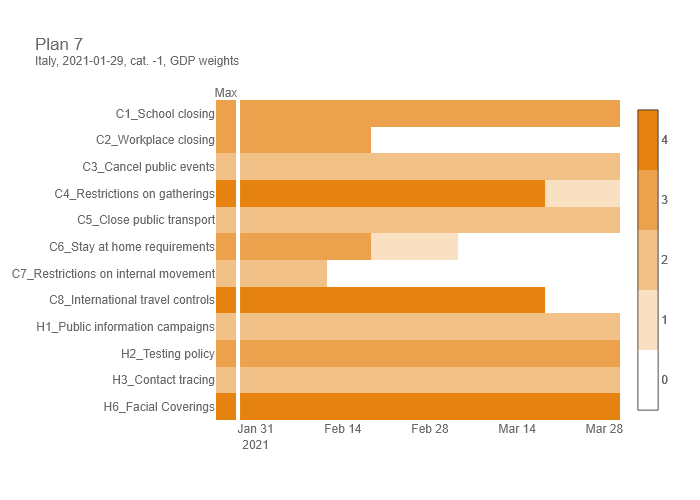 Plan 7
Italy, 2021-01-29, cat. -1, GDP weights
Max
C1_School closing
C2_Workplace closing
C3_Cancel public events
C4_Restrictions on gatherings
C5_Close public transport
C6_Stay at home requirements
C7_Restrictions on internal movement
C8_International travel controls
H1_Public information campaigns
H2_Testing policy
H3_Contact tracing
H6_Facial Coverings
Jan 31 Feb 14 Feb 28 Mar 14 Mar 28
2021
4
3
2
1
0